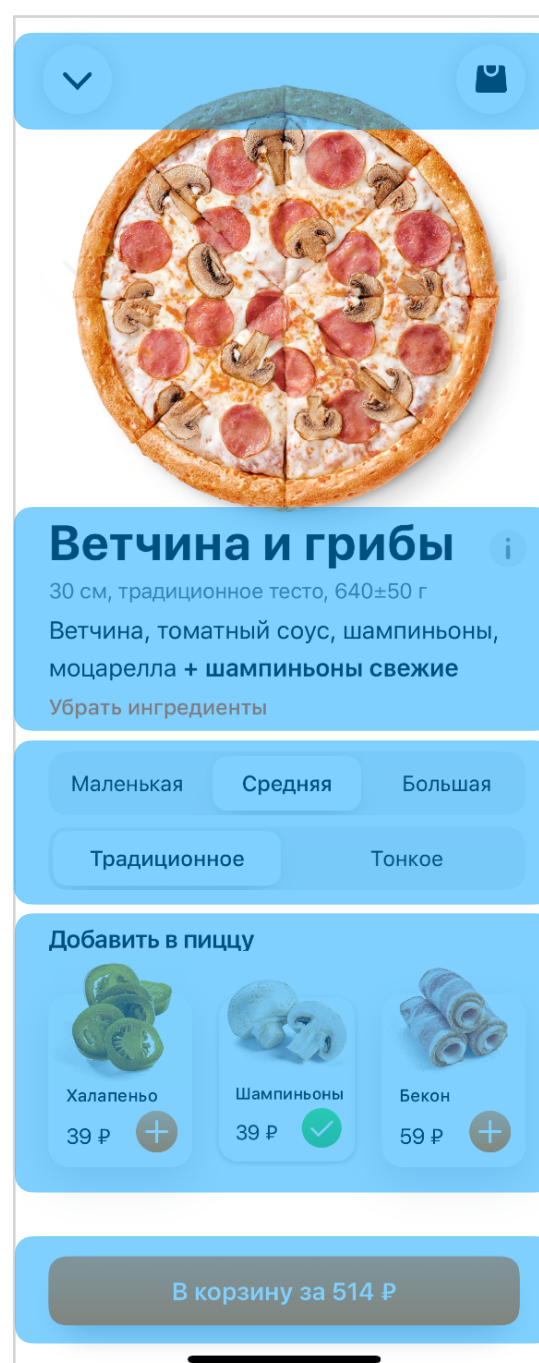 Ветчина и грибы
i
30 см, традиционное тесто, 640±50 г
Ветчина, томатный соус, шампиньоны,
моцарелла + шампиньоны свежие
Убрать ингредиенты
Маленькая Средняя Большая
Традиционное Тонкое
Добавить в пиццу
Халапеньо Шампиньоны Бекон
39 ₽ 39 ₽ 59 ₽
В корзину за 514 ₽